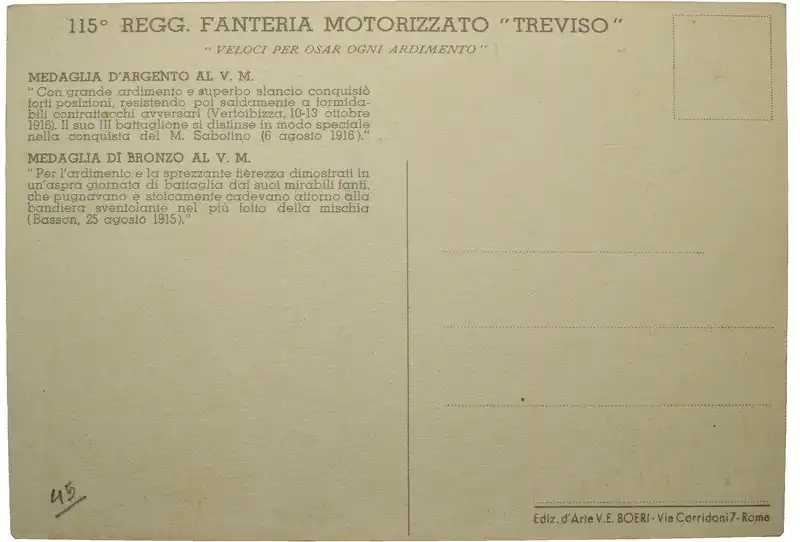 115° REGG. FANTERIA MOTORIZZATO "TREVISO"
"VELOCI PER OSAR OGNI ARDIMENTO"
MEDAGLIA D'ARGENTO AL V. M.
"Con grande ardimento e superbo slancio conquistò
forti posizioni, resistendo poi saldamente a formida-
bili contrattacchi avversari (Vertoibizza, 10-13 ottobre
1916). Il suo III battaglione si distinse in modo speciale
nella conquista del M. Sabotino (6 agosto 1916)."
MEDAGLIA DI BRONZO AL V. M.
"Per l'ardimento e la sprezzante fierezza dimostrati in
un'aspra giornata di battaglia dai suoi mirabili fanti,
che pugnavano e stoicamente cadevano attorno alla
bandiera sventolante nel più folto della mischia
(Basson, 25 agosto 1915)."
45
Ediz. d'Arte V. E. BOERI - Via Corridoni 7 - Roma